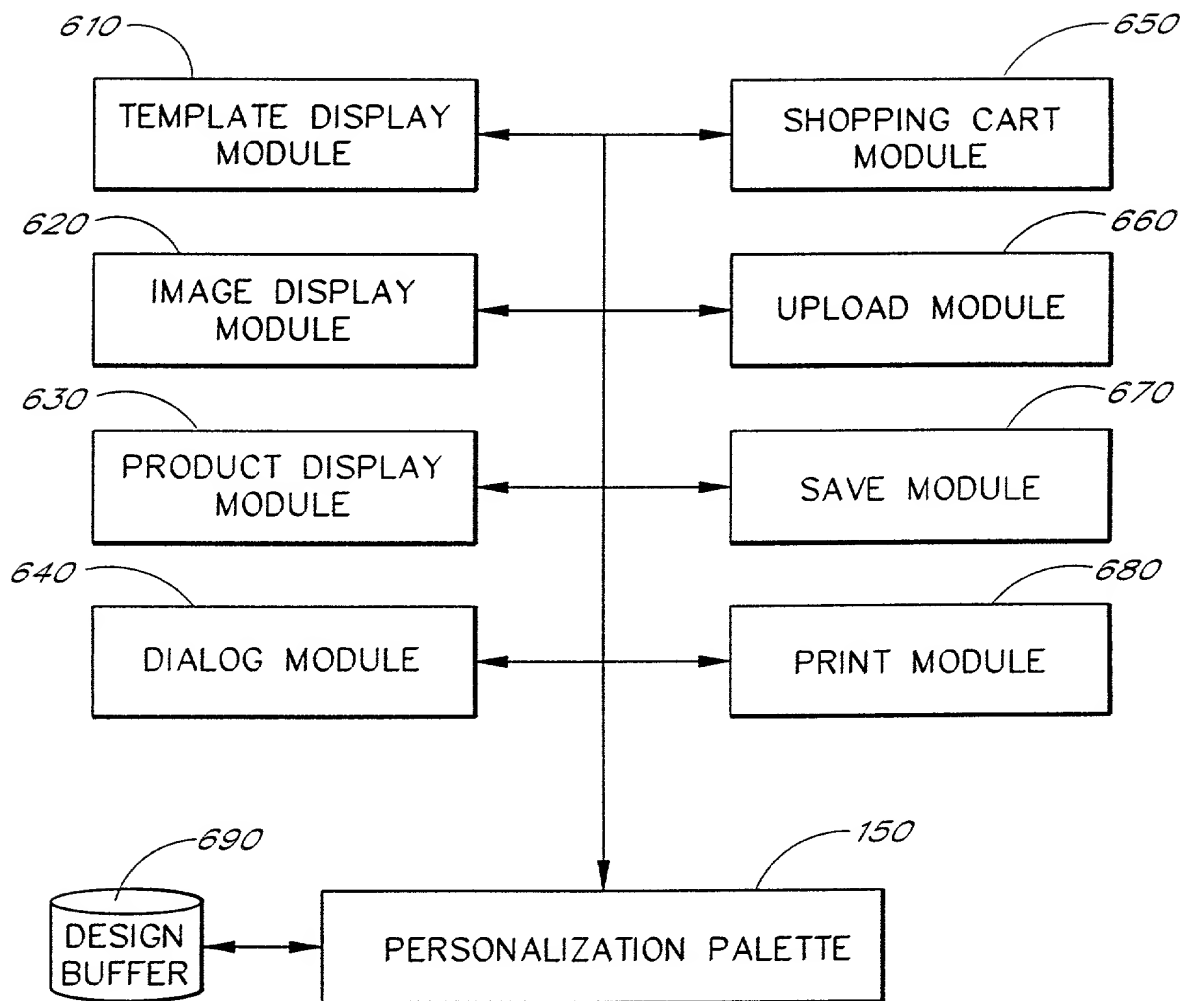 610
650
TEMPLATE DISPLAY
MODULE
SHOPPING CART
MODULE
620
660
IMAGE DISPLAY
MODULE
UPLOAD MODULE
630
670
PRODUCT DISPLAY
MODULE
SAVE MODULE
640
680
DIALOG MODULE
PRINT MODULE
690
150
DESIGN
BUFFER
PERSONALIZATION PALETTE